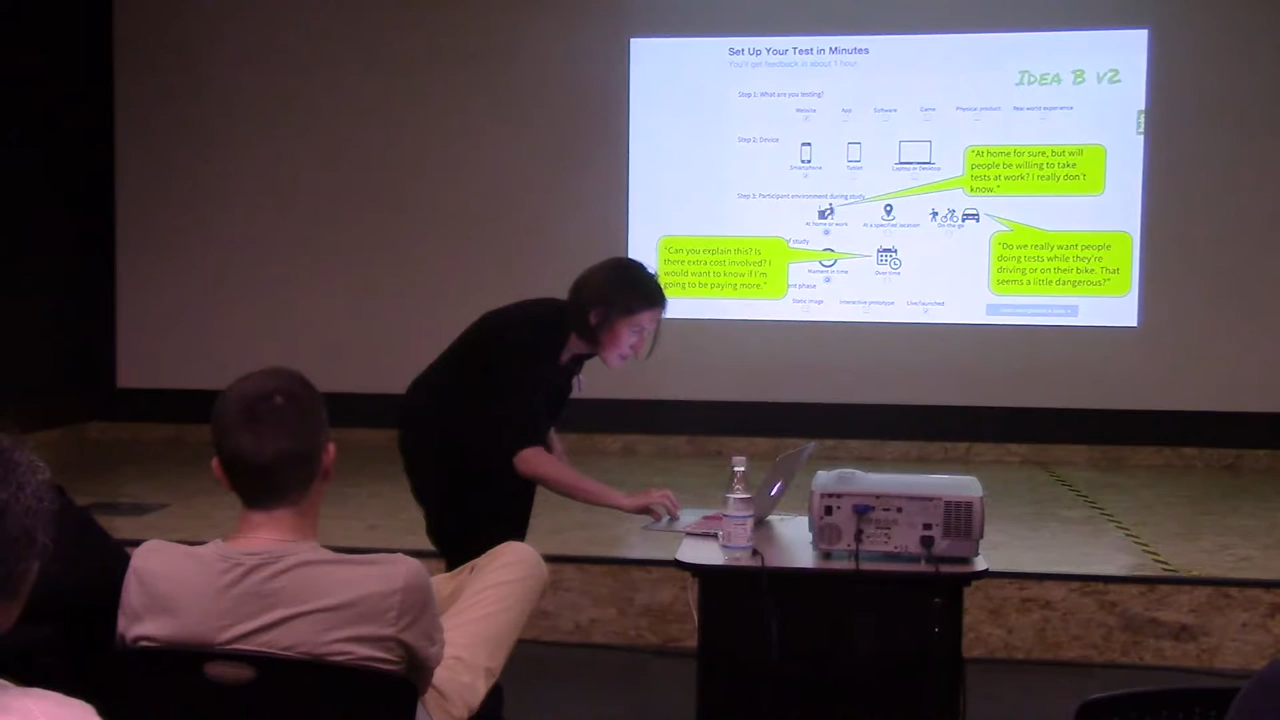 Set Up Your Test in Minutes
You'll get feedback in about 1 hour
IDEA B V2
Step 1: What are you testing?
Website App Software Game Physical product Real-world experience
Step 2: Device
Smartphone Tablet Laptop or Desktop
"At home for sure, but will
people be willing to take
tests at work? I really don't
know."
Step 3: Participant environment during study
At home or work At a specified location On the go
of study
"Can you explain this? Is
there extra cost involved? I
would want to know if I'm
going to be paying more."
Moment in time Over time
"Do we really want people
doing tests while they're
driving or on their bike. That
seems a little dangerous?"
ent phase
Static image Interactive prototype Live/launched